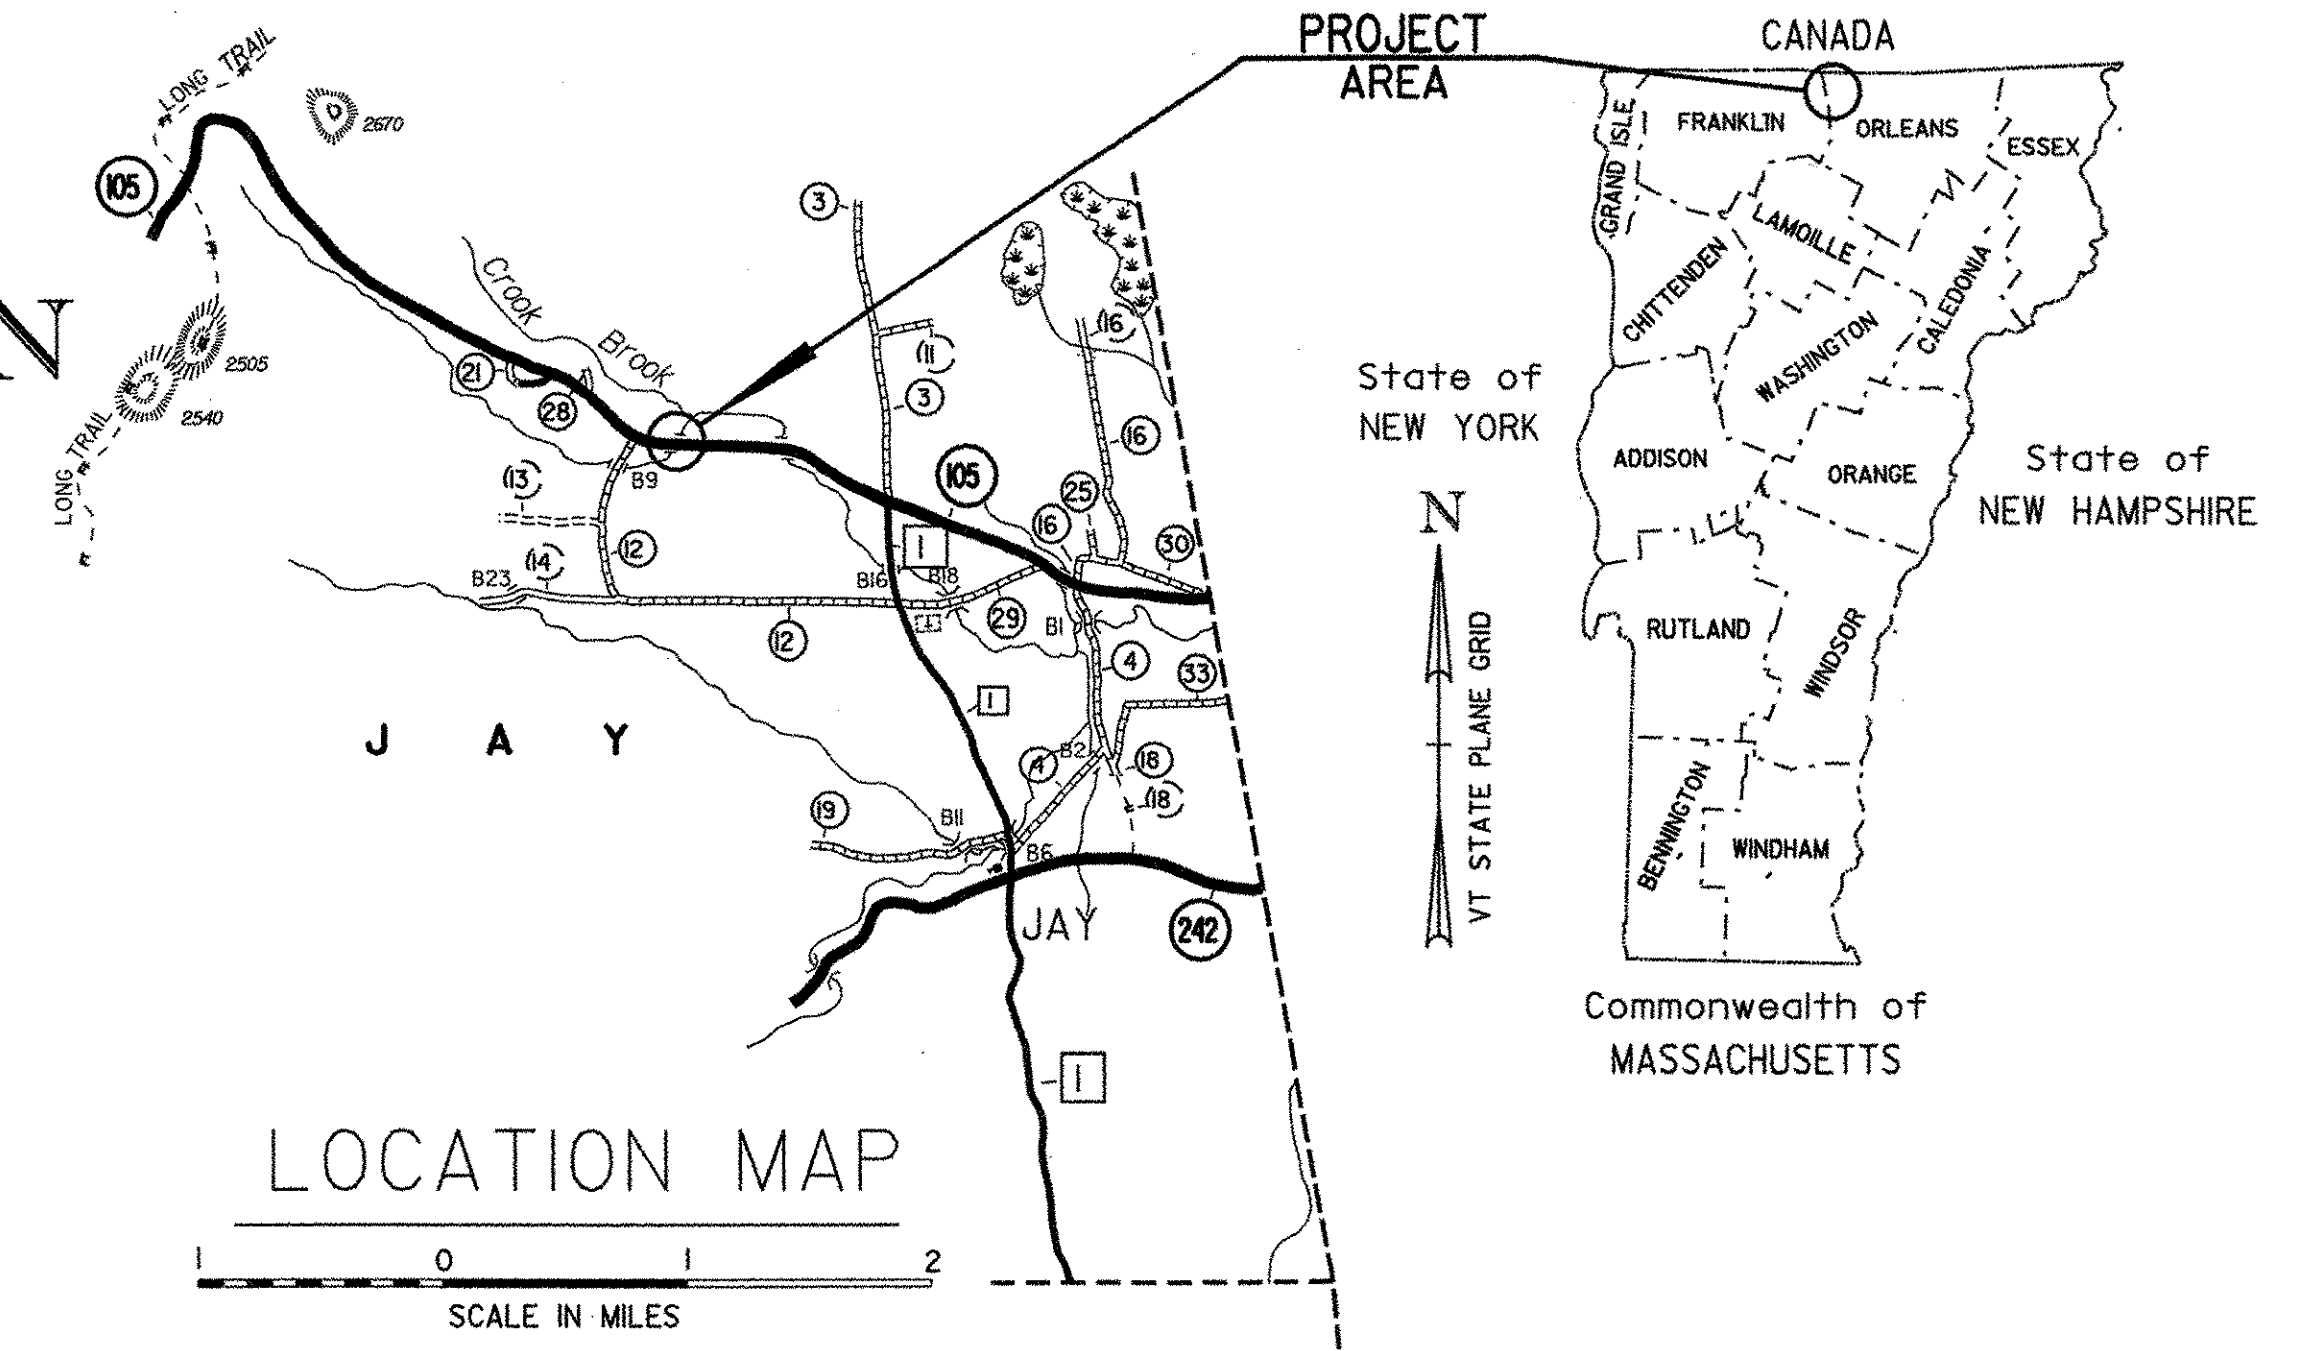 PROJECT
AREA
CANADA
LONG TRAIL
2670
105
3
FRANKLIN
ORLEANS
ESSEX
GRAND ISLE
LAMOILLE
CHITTENDEN
CALEDONIA
WASHINGTON
Crook
Brook
16
11
N
2505
21
3
28
2540
LONG TRAIL
State of
NEW YORK
16
ADDISON
ORANGE
State of
NEW HAMPSHIRE
B9
13
105
25
16
N
1
30
12
14
B23
B16
B18
29
B1
12
4
33
RUTLAND
WINDSOR
VT STATE PLANE GRID
1
J A Y
B2
4
18
18
19
B11
B6
BENNINGTON
WINDHAM
JAY
242
Commonwealth of
MASSACHUSETTS
1
LOCATION MAP
1 0 1 2
SCALE IN MILES